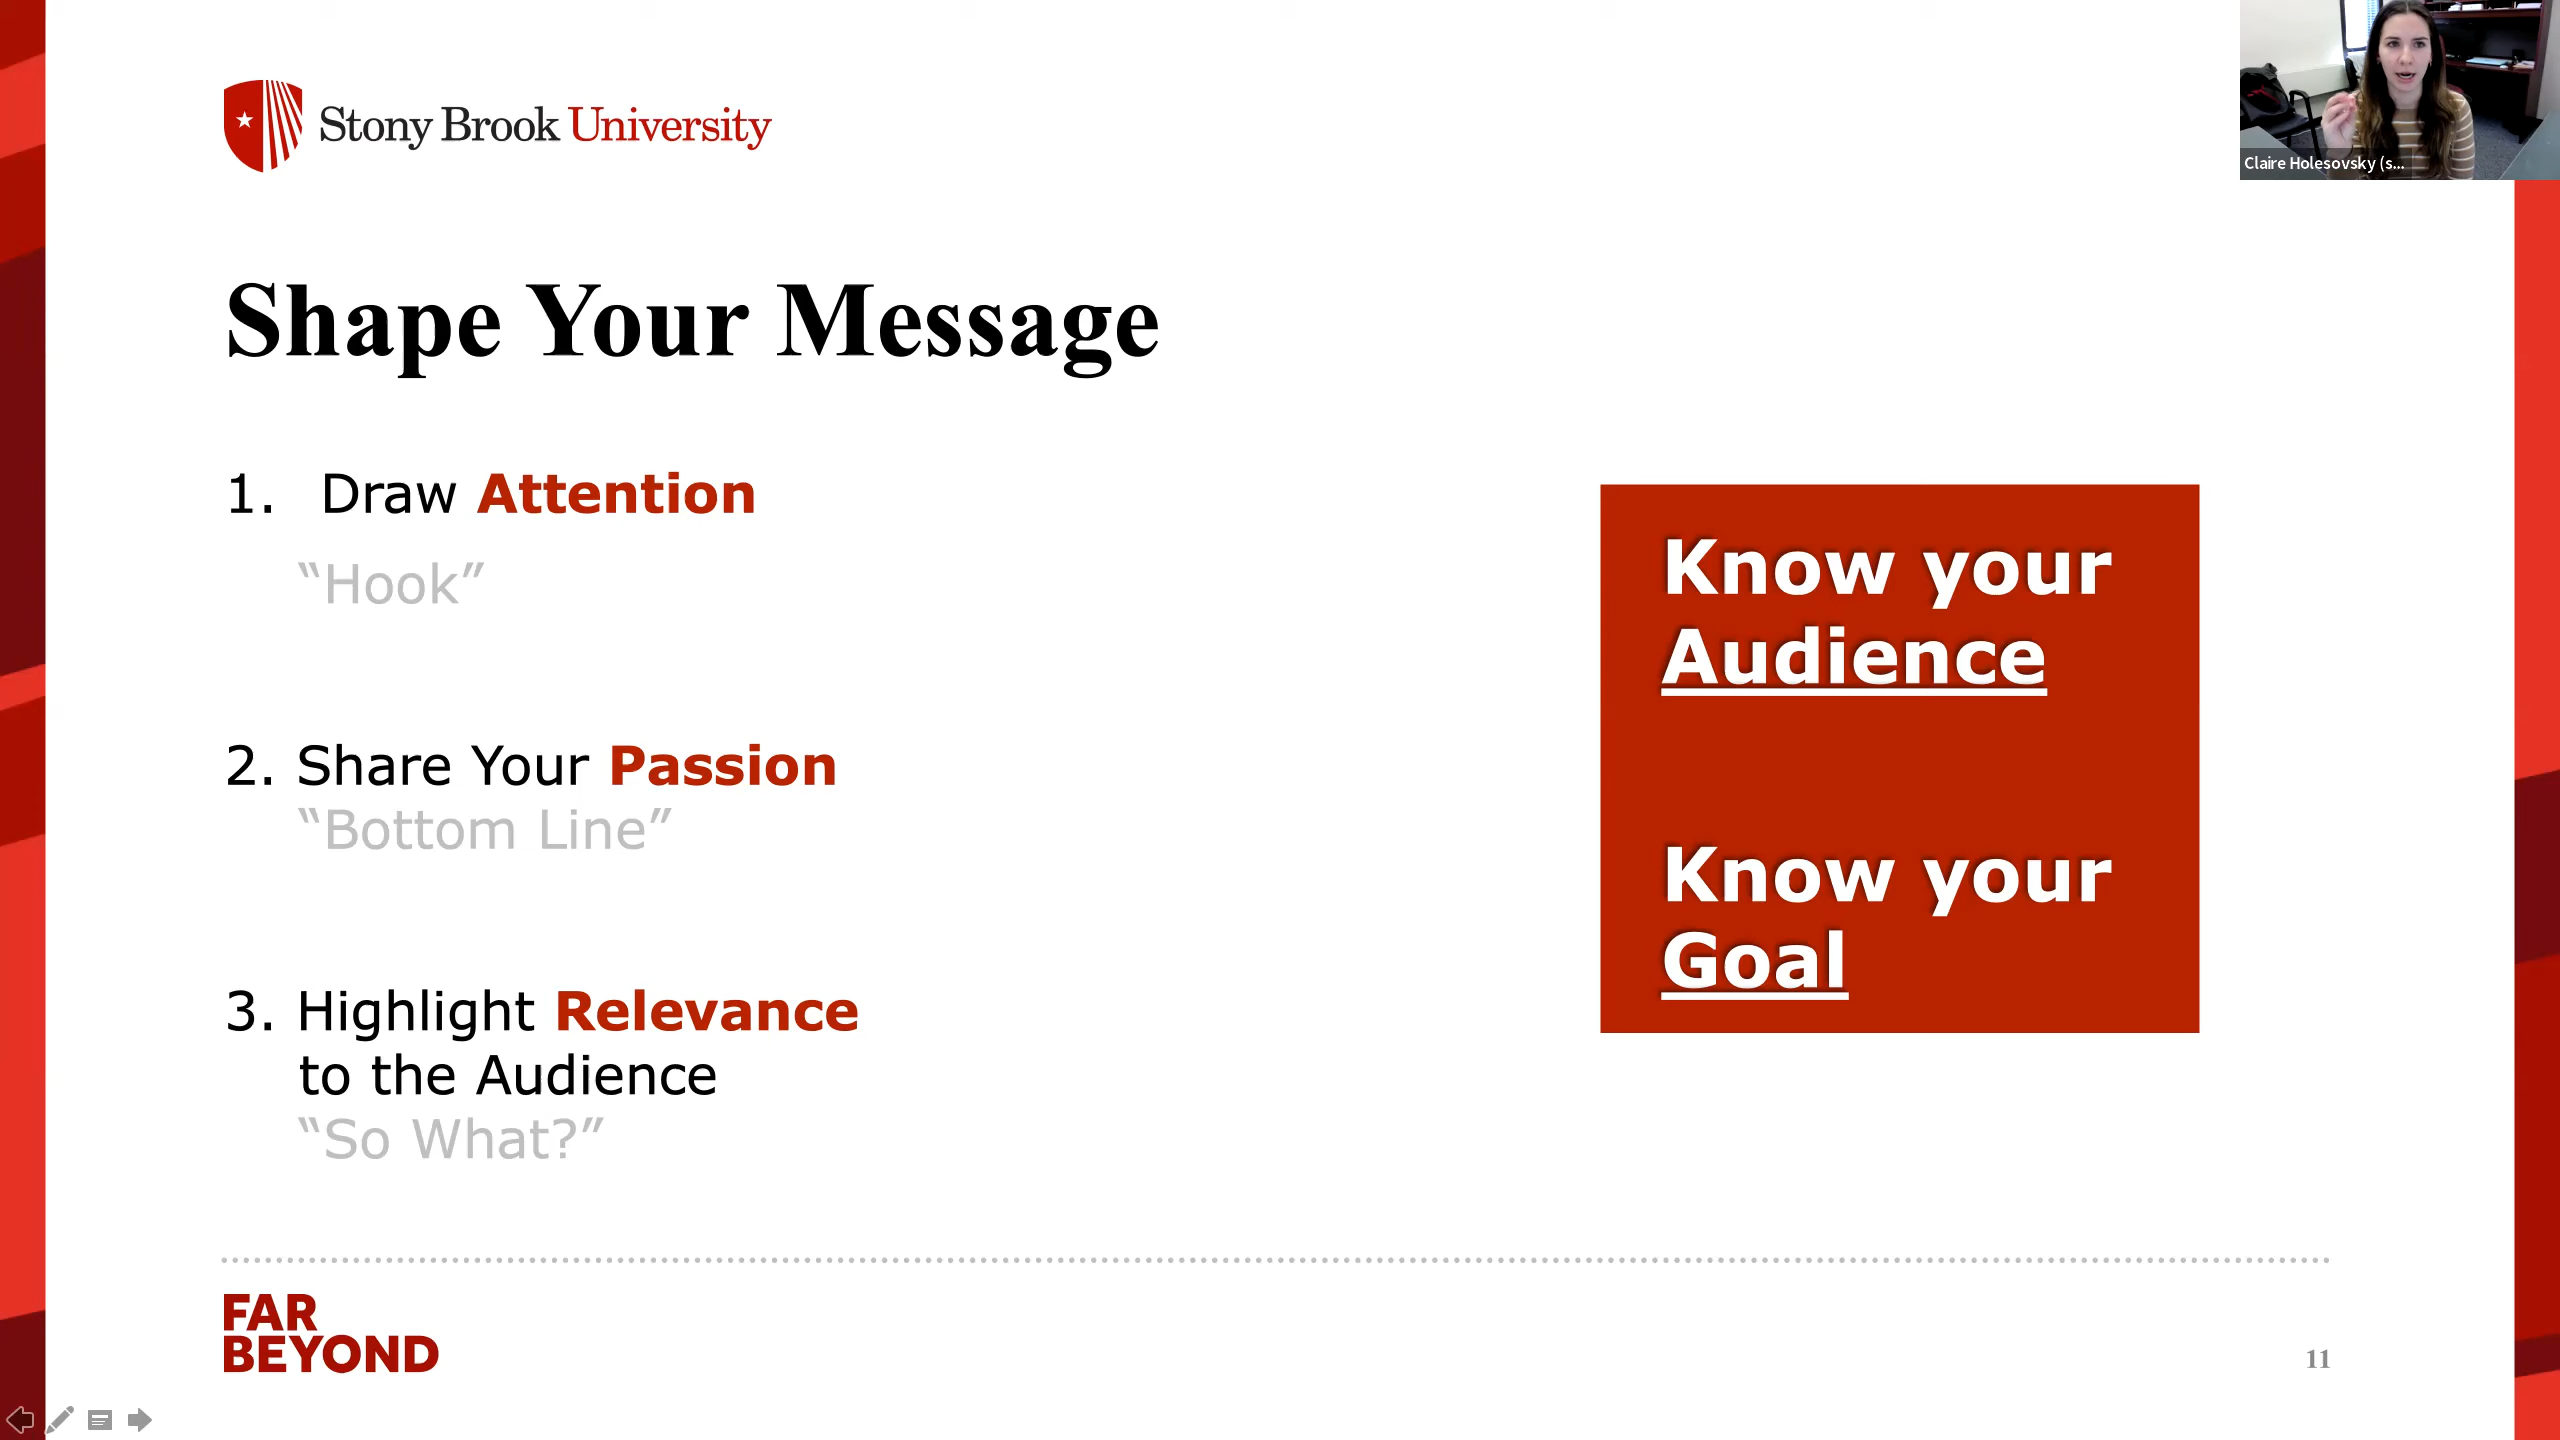 Stony Brook University
Claire Holesovsky (s...
Shape Your Message
1. Draw Attention
“Hook”
2. Share Your Passion
“Bottom Line”
3. Highlight Relevance
to the Audience
“So What?”
Know your
Audience
Know your
Goal
FAR
BEYOND
11